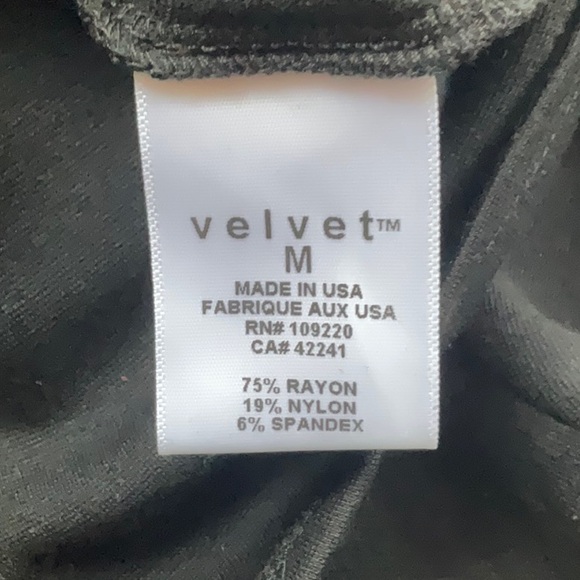 velvet™
M
MADE IN USA
FABRIQUE AUX USA
RN# 109220
CA# 42241
75% RAYON
19% NYLON
6% SPANDEX